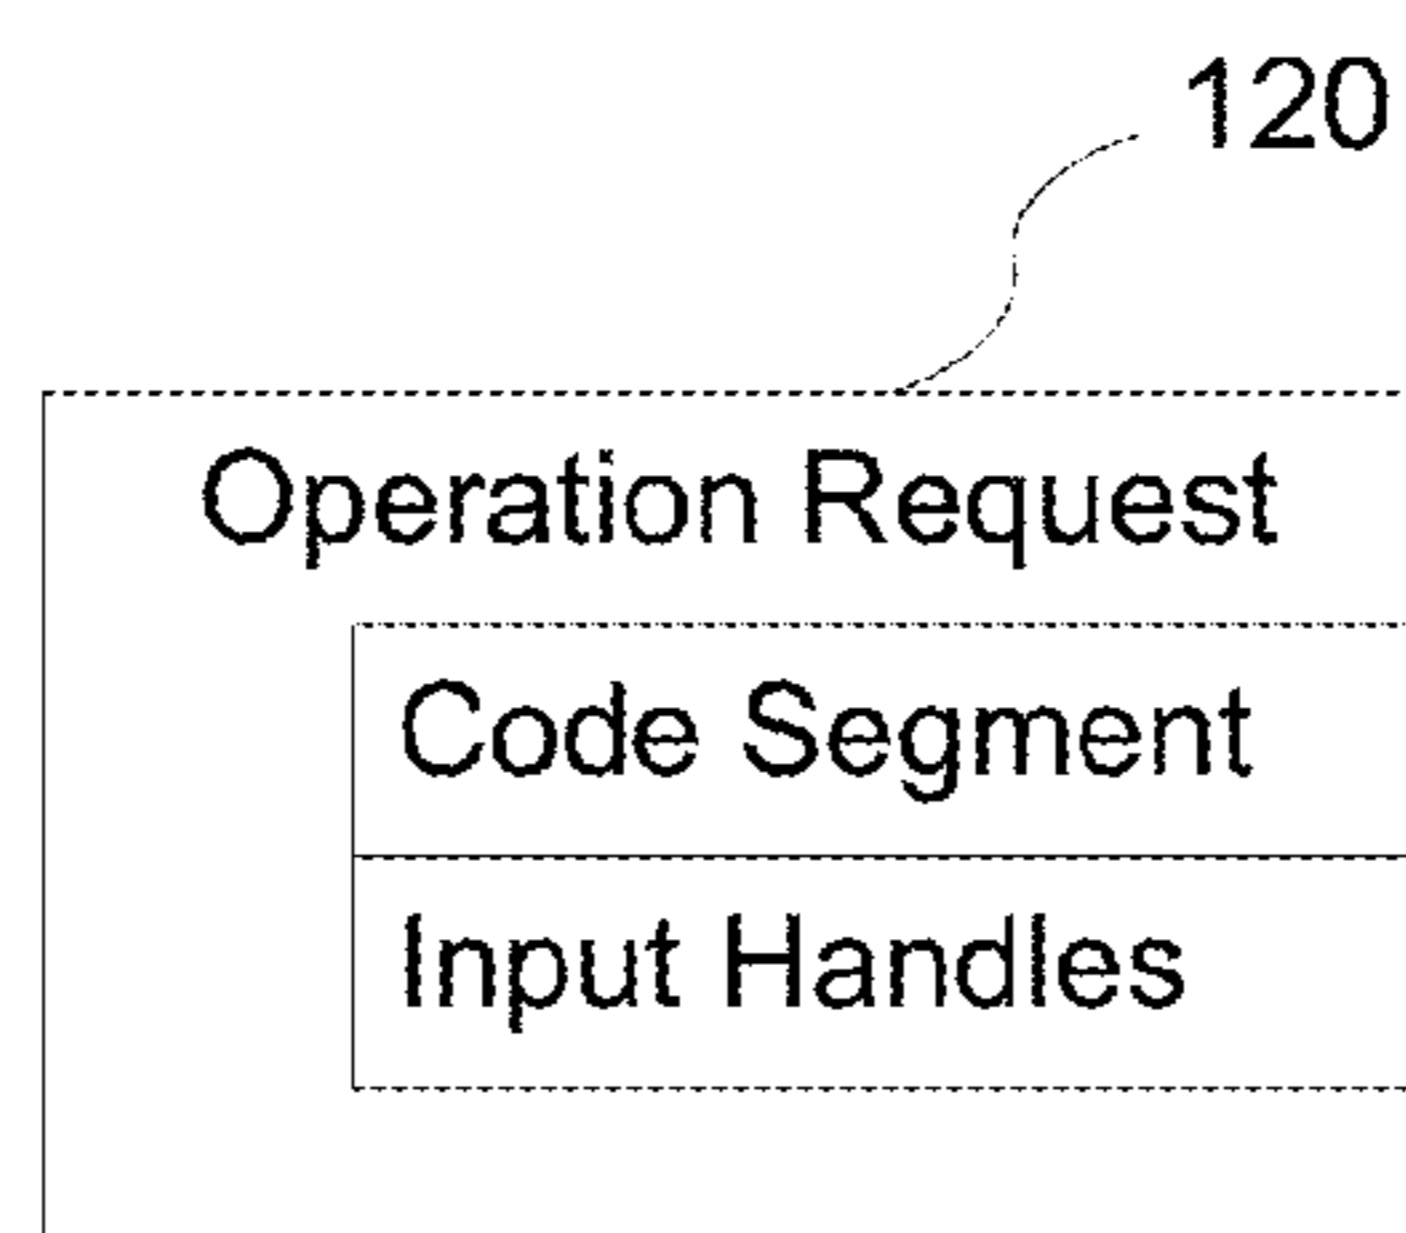 120
Operation Request
Code Segment
Input Handles